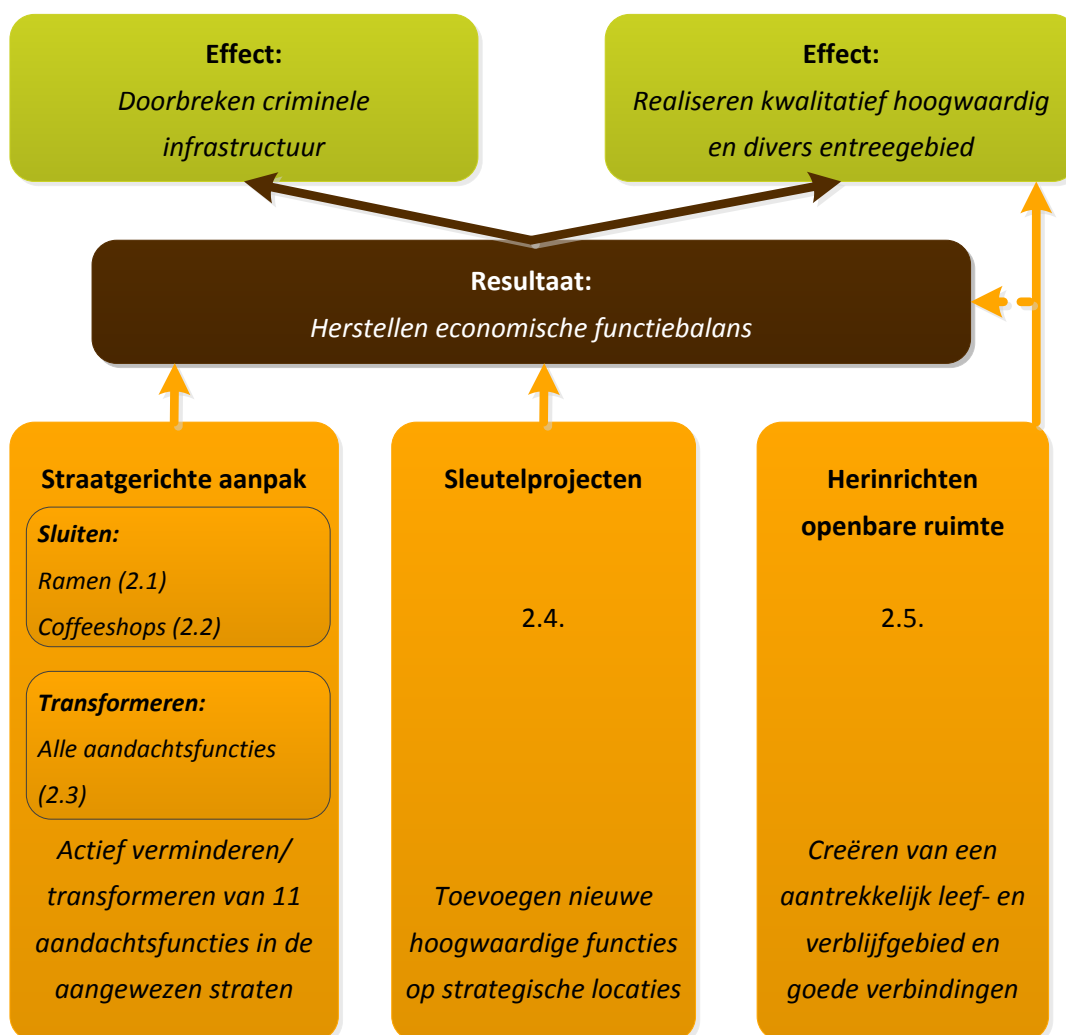 Effect:
Doorbreken criminele
infrastructuur
Effect:
Realiseren kwalitatief hoogwaardig
en divers entreegebied
Resultaat:
Herstellen economische functiebalans
Straatgerichte aanpak
Sluiten:
Ramen (2.1)
Coffeeshops (2.2)
Transformeren:
Alle aandachtsfuncties
(2.3)
Actief verminderen/
transformeren van 11
aandachtsfuncties in de
aangewezen straten
Sleutelprojecten
2.4.
Toevoegen nieuwe
hoogwaardige functies
op strategische locaties
Herinrichten
openbare ruimte
2.5.
Creëren van een
aantrekkelijk leef- en
verblijfgebied en
goede verbindingen